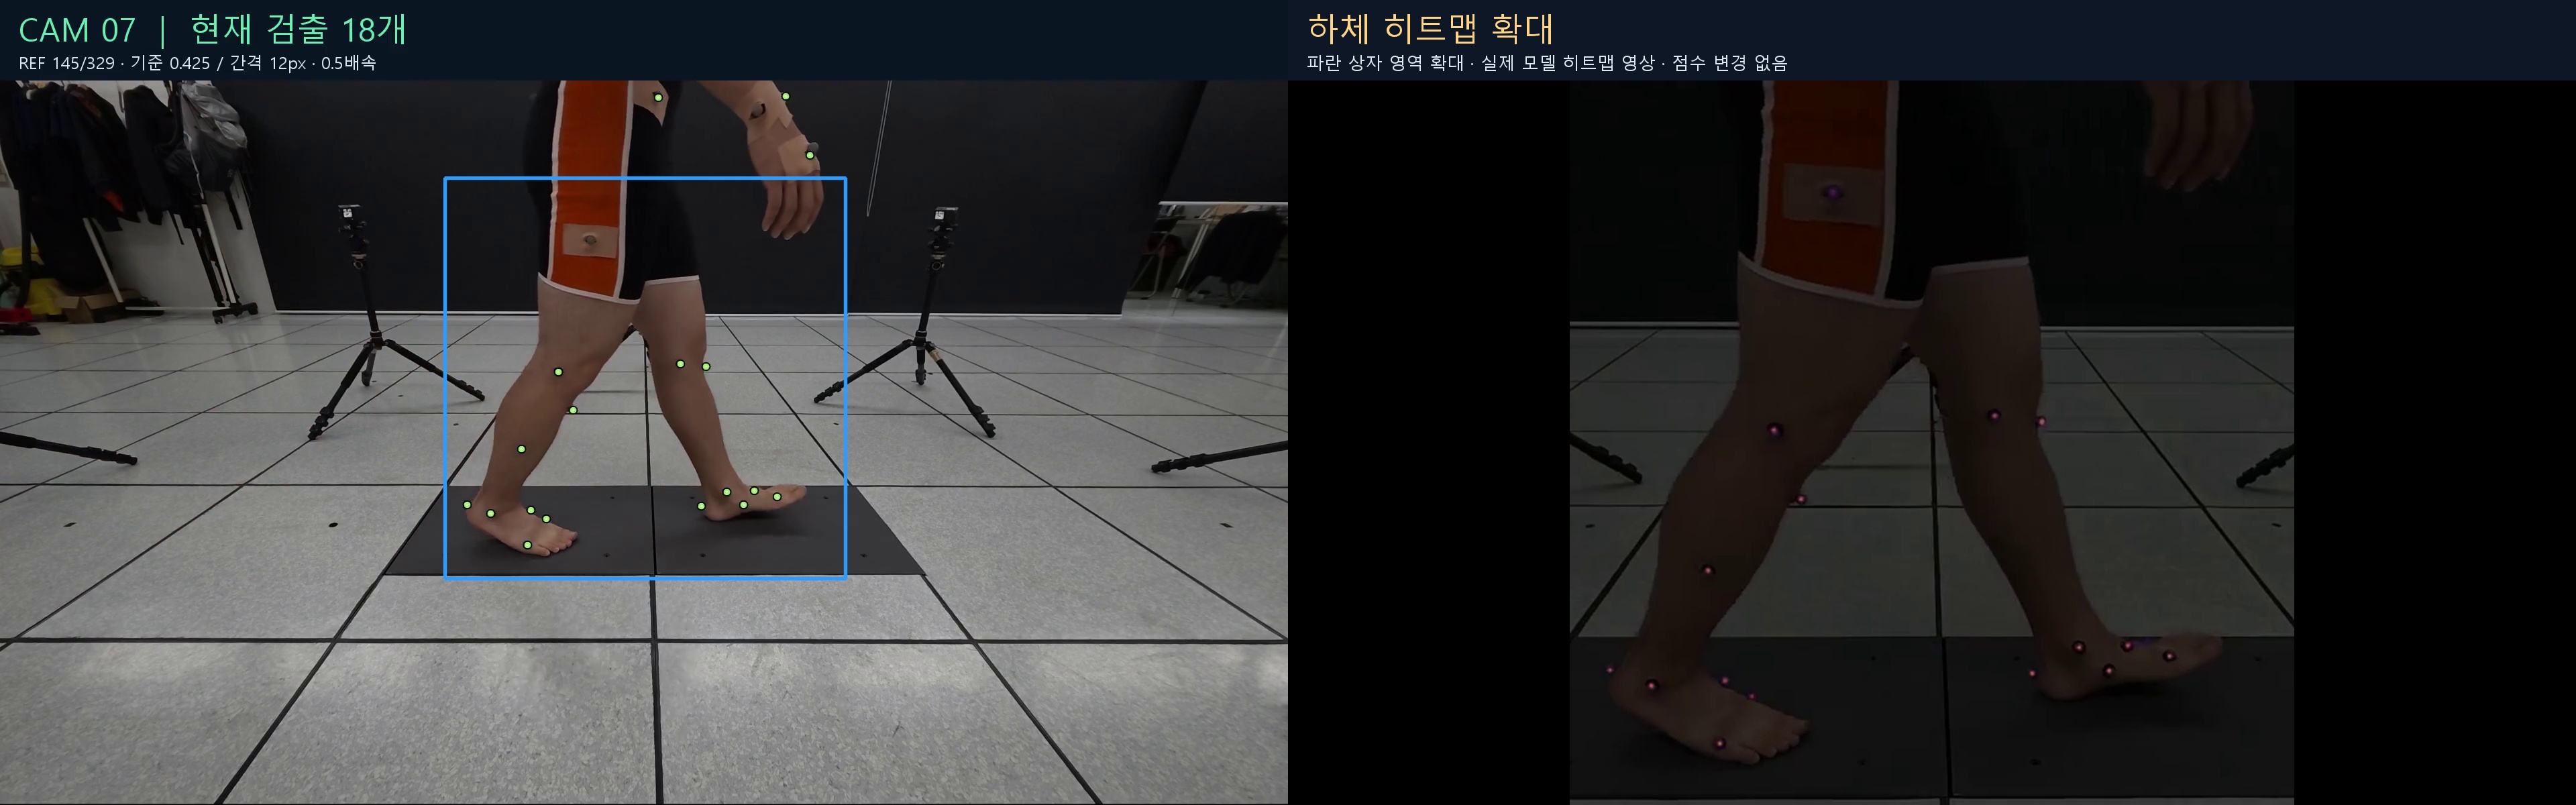 CAM 07 | 현재 검출 18개
REF 145/329 · 기준 0.425 / 간격 12px · 0.5배속
하체 히트맵 확대
파란 상자 영역 확대 · 실제 모델 히트맵 영상 · 점수 변경 없음